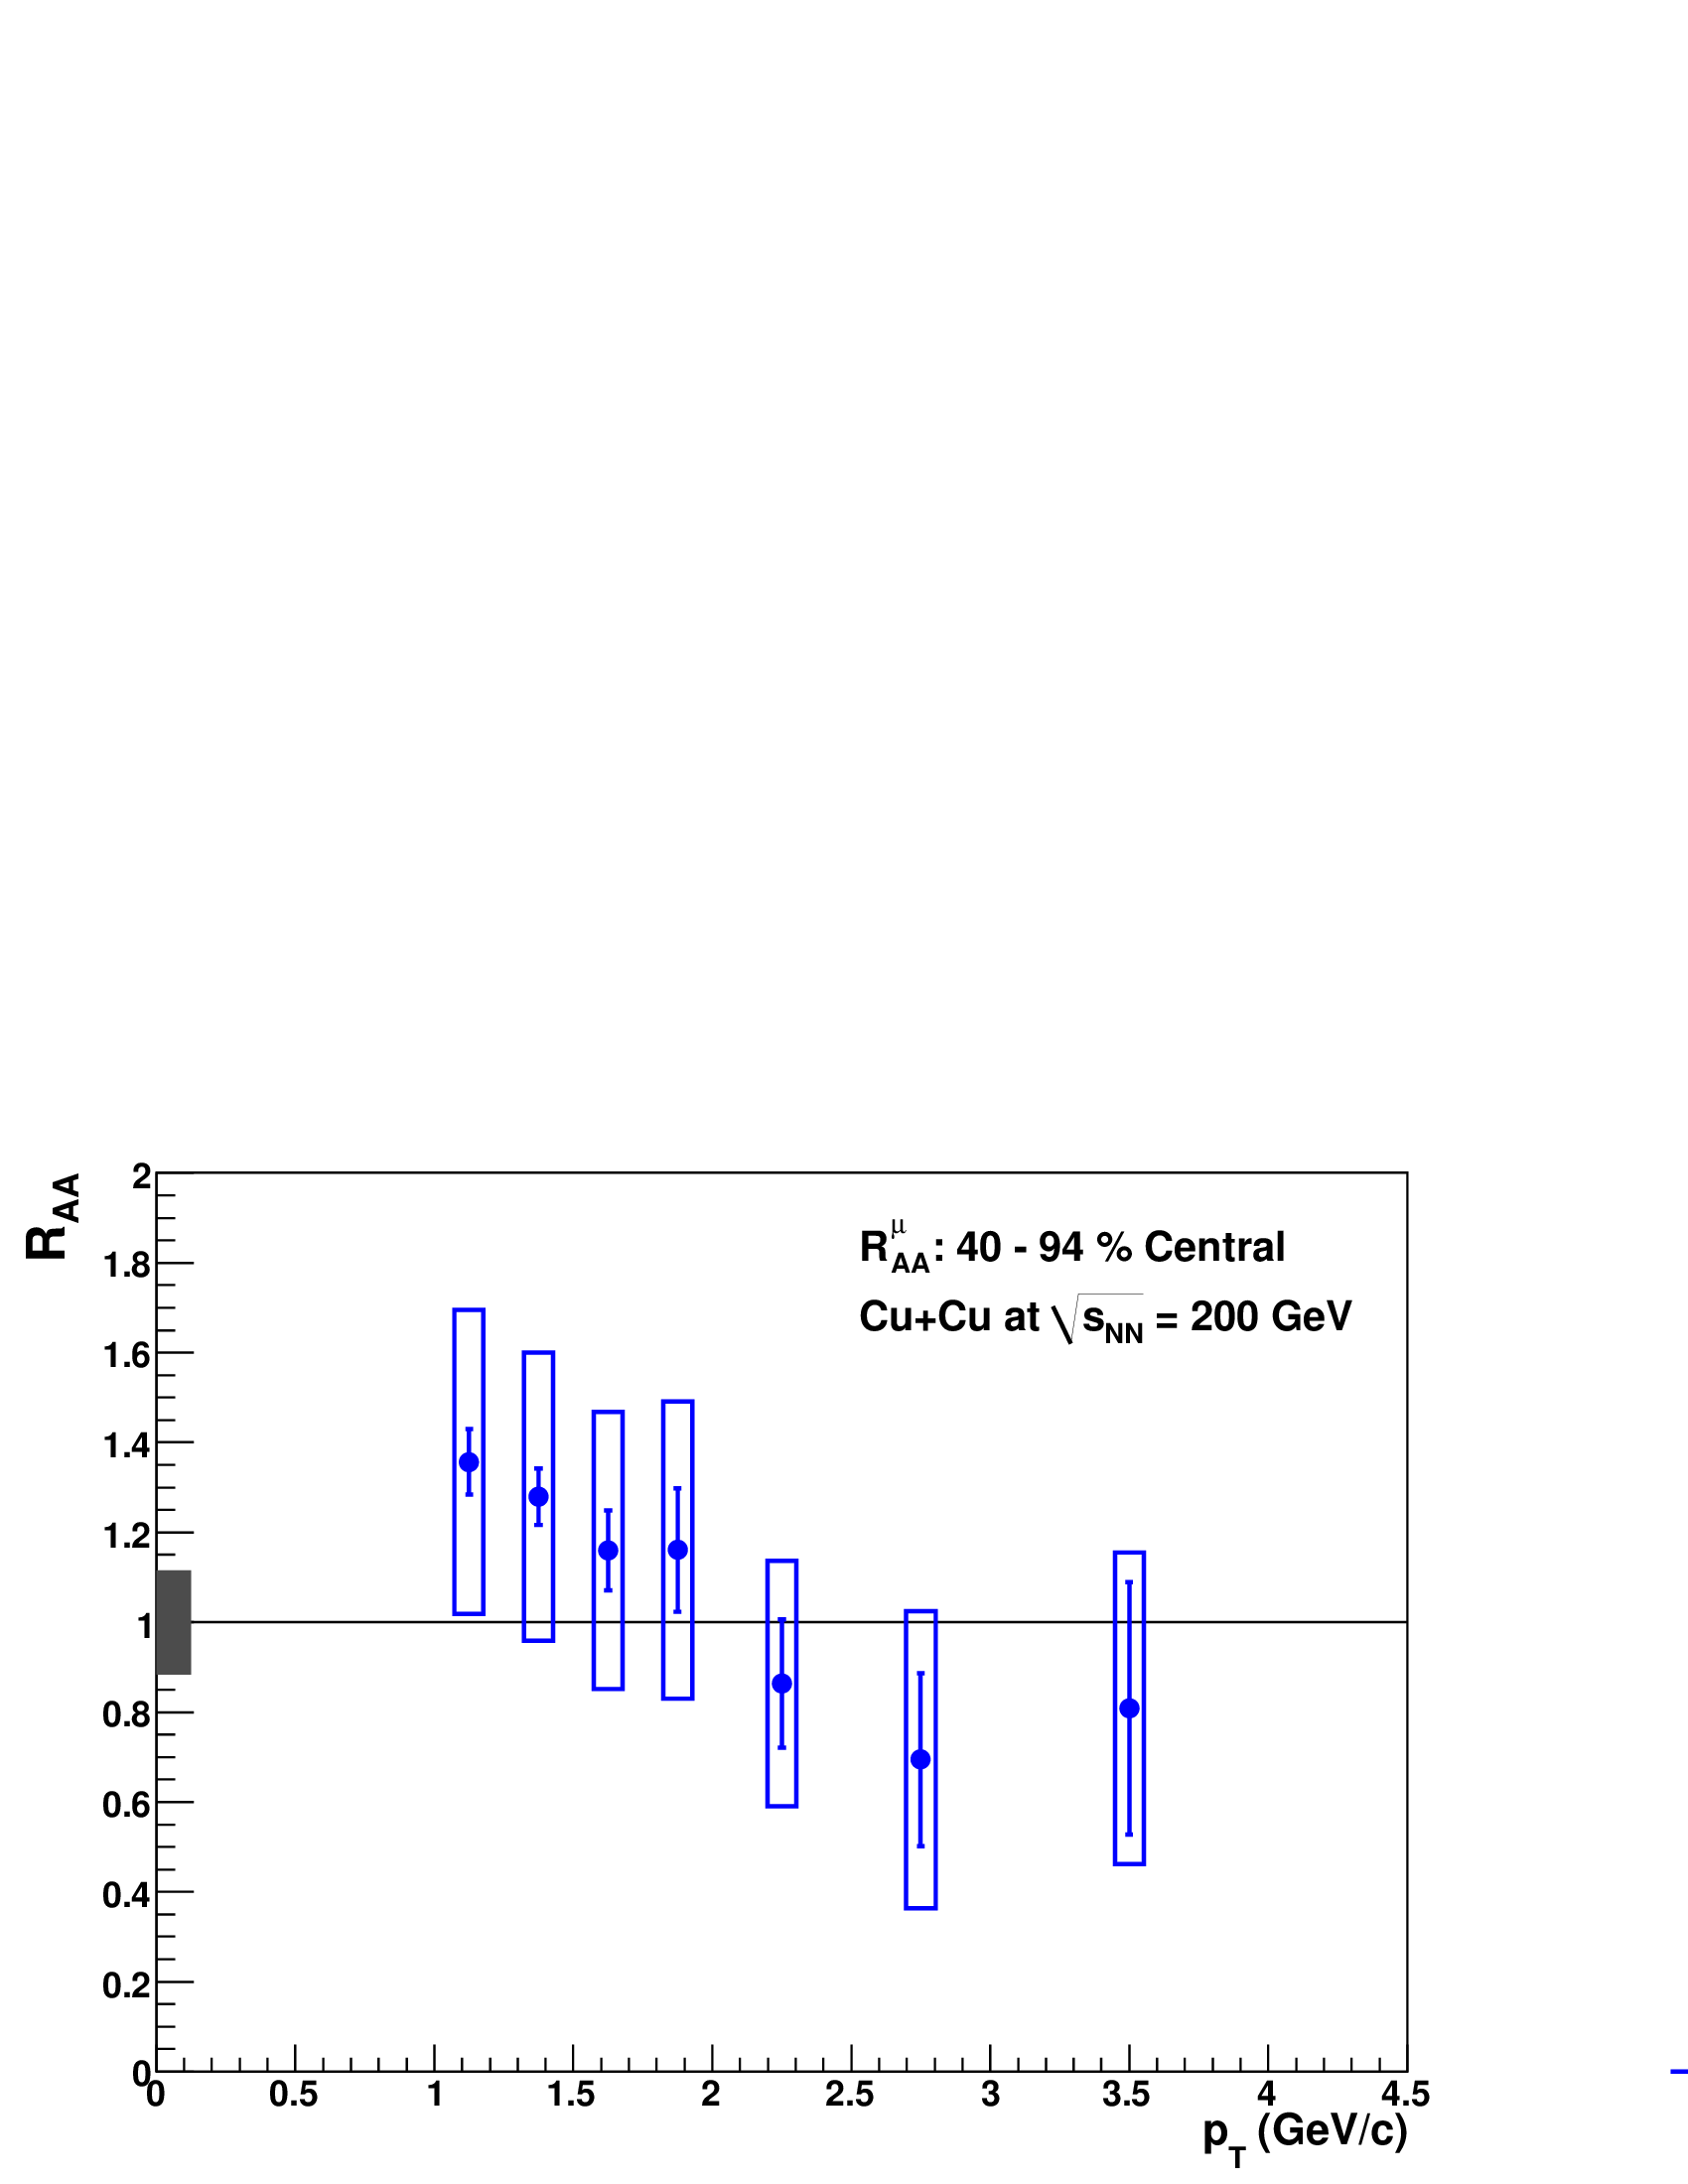 R_AA
2
1.8
1.6
1.4
1.2
1
0.8
0.6
0.4
0.2
0
R^μ_AA: 40 - 94 % Central
Cu+Cu at √s_NN = 200 GeV
0 0.5 1 1.5 2 2.5 3 3.5 4 4.5
p_T (GeV/c)